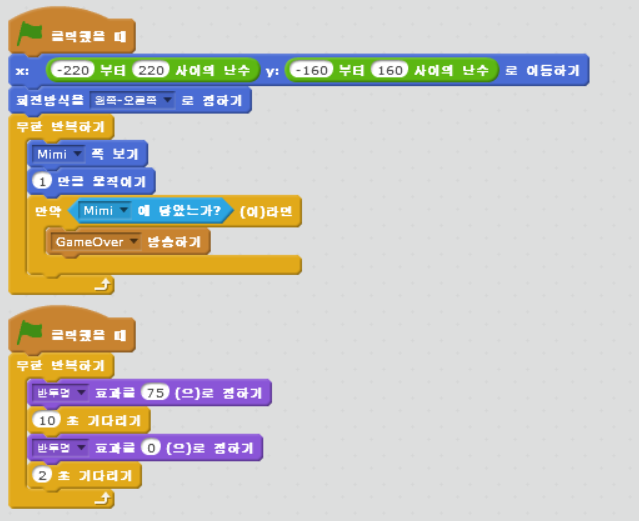 클릭했을 때
x: -220 부터 220 사이의 난수 y: -160 부터 160 사이의 난수 로 이동하기
회전방식을 왼쪽-오른쪽 로 정하기
무한 반복하기
Mimi 쪽 보기
1 만큼 움직이기
만약 Mimi 에 닿았는가? (이)라면
GameOver 방송하기
클릭했을 때
무한 반복하기
반투명 효과를 75 (으)로 정하기
10 초 기다리기
반투명 효과를 0 (으)로 정하기
2 초 기다리기